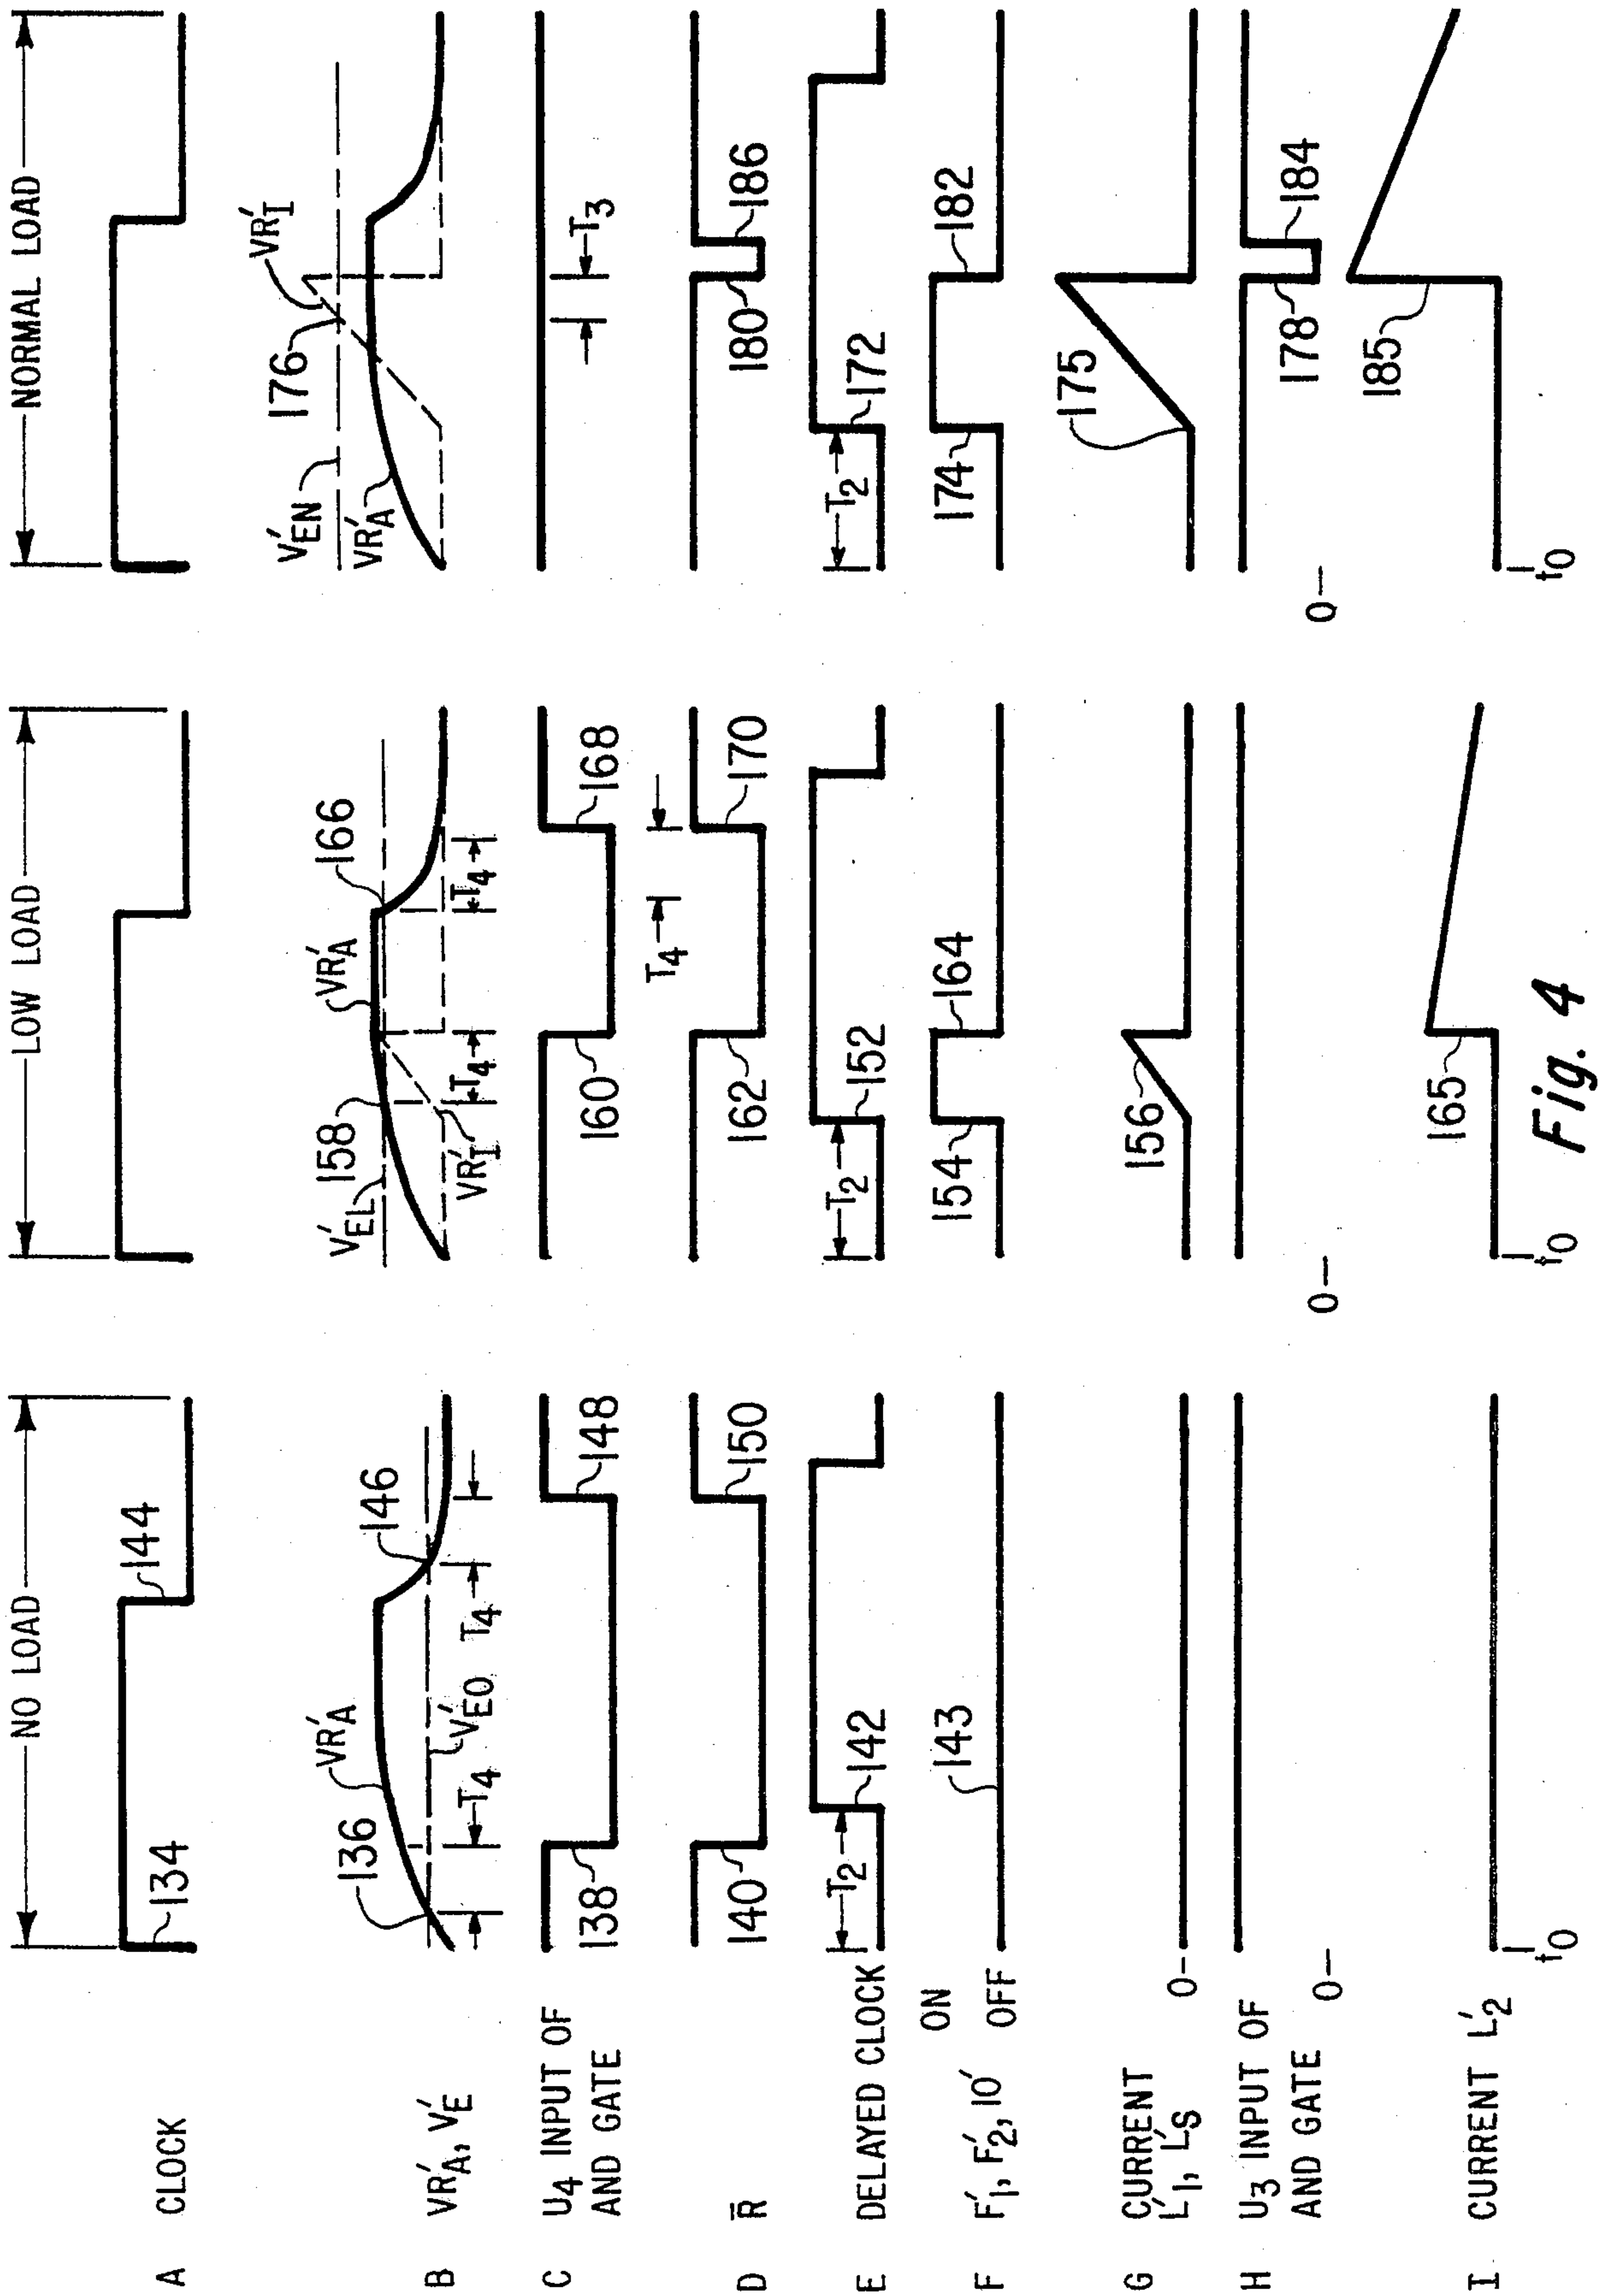 NO LOAD
LOW LOAD
NORMAL LOAD
A CLOCK
134
144
B VR'A, V'E
136
VR'A
T4
V'EO
T4
146
V'EL
158
VR'I
T4
VR'A
166
T4
V'EN
VR'A
176
VR'I
C U4 INPUT OF
AND GATE
138
148
160
168
T3
D R̅
140
150
162
T4
170
180
186
E DELAYED CLOCK
T2
142
T2
152
T2
172
F F'1, F'2, 10'
ON
OFF
143
154
164
174
182
G CURRENT
L'1, L'S
0
156
175
H U3 INPUT OF
AND GATE
0
0
0
178
184
I CURRENT L'2
t0
165
t0
185
t0
Fig. 4